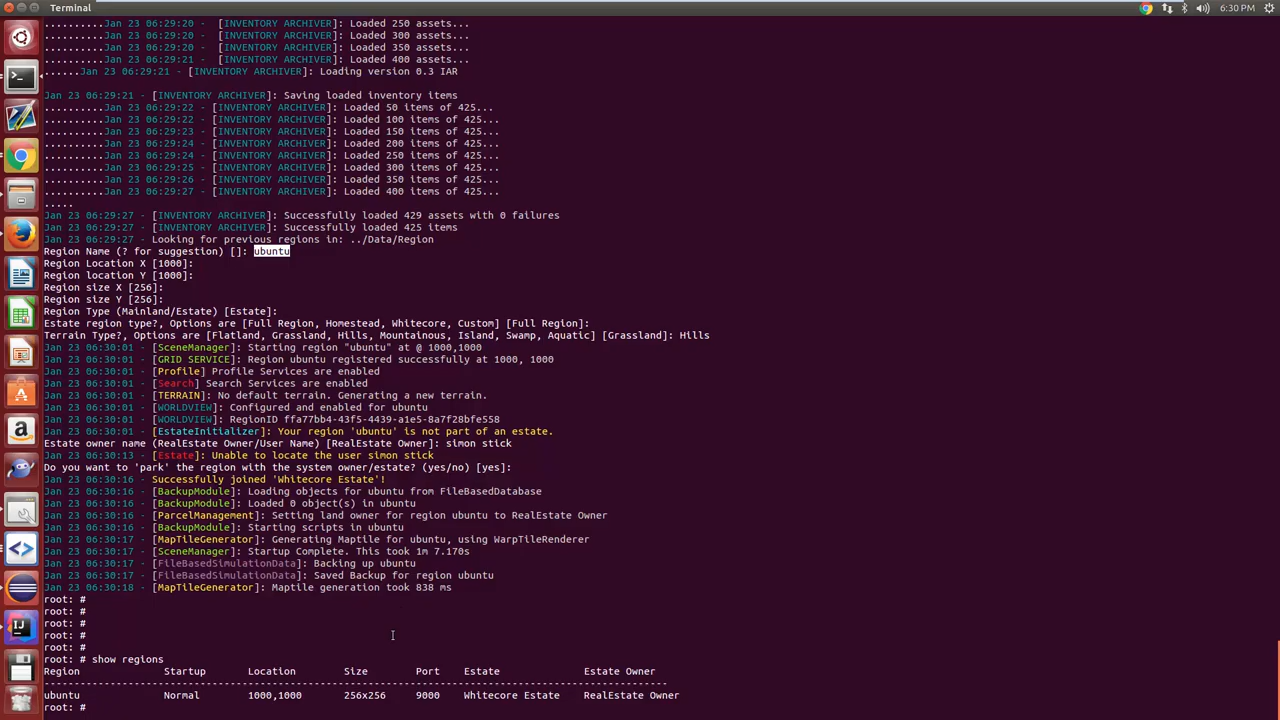 Terminal
6:30 PM
..........Jan 23 06:29:20 - [INVENTORY ARCHIVER]: Loaded 250 assets...
..........Jan 23 06:29:20 - [INVENTORY ARCHIVER]: Loaded 300 assets...
..........Jan 23 06:29:20 - [INVENTORY ARCHIVER]: Loaded 350 assets...
..........Jan 23 06:29:21 - [INVENTORY ARCHIVER]: Loaded 400 assets...
......Jan 23 06:29:21 - [INVENTORY ARCHIVER]: Loading version 0.3 IAR
Jan 23 06:29:21 - [INVENTORY ARCHIVER]: Saving loaded inventory items
..........Jan 23 06:29:22 - [INVENTORY ARCHIVER]: Loaded 50 items of 425...
..........Jan 23 06:29:22 - [INVENTORY ARCHIVER]: Loaded 100 items of 425...
..........Jan 23 06:29:23 - [INVENTORY ARCHIVER]: Loaded 150 items of 425...
..........Jan 23 06:29:24 - [INVENTORY ARCHIVER]: Loaded 200 items of 425...
..........Jan 23 06:29:24 - [INVENTORY ARCHIVER]: Loaded 250 items of 425...
..........Jan 23 06:29:25 - [INVENTORY ARCHIVER]: Loaded 300 items of 425...
..........Jan 23 06:29:26 - [INVENTORY ARCHIVER]: Loaded 350 items of 425...
..........Jan 23 06:29:27 - [INVENTORY ARCHIVER]: Loaded 400 items of 425...
.....
Jan 23 06:29:27 - [INVENTORY ARCHIVER]: Successfully loaded 429 assets with 0 failures
Jan 23 06:29:27 - [INVENTORY ARCHIVER]: Successfully loaded 425 items
Jan 23 06:29:27 - Looking for previous regions in: ../Data/Region
Region Name (? for suggestion) []: ubuntu
Region Location X [1000]:
Region location Y [1000]:
Region size X [256]:
Region size Y [256]:
Region Type (Mainland/Estate) [Estate]:
Estate region type?, Options are [Full Region, Homestead, Whitecore, Custom] [Full Region]:
Terrain Type?, Options are [Flatland, Grassland, Hills, Mountainous, Island, Swamp, Aquatic] [Grassland]: Hills
Jan 23 06:30:01 - [SceneManager]: Starting region "ubuntu" at @ 1000,1000
Jan 23 06:30:01 - [GRID SERVICE]: Region ubuntu registered successfully at 1000, 1000
Jan 23 06:30:01 - [Profile] Profile Services are enabled
Jan 23 06:30:01 - [Search] Search Services are enabled
Jan 23 06:30:01 - [TERRAIN]: No default terrain. Generating a new terrain.
Jan 23 06:30:01 - [WORLDVIEW]: Configured and enabled for ubuntu
Jan 23 06:30:01 - [WORLDVIEW]: RegionID ffa77bb4-43f5-4439-a1e5-8a7f28bfe558
Jan 23 06:30:01 - [EstateInitializer]: Your region 'ubuntu' is not part of an estate.
Estate owner name (RealEstate Owner/User Name) [RealEstate Owner]: simon stick
Jan 23 06:30:13 - [Estate]: Unable to locate the user simon stick
Do you want to 'park' the region with the system owner/estate? (yes/no) [yes]:
Jan 23 06:30:16 - Successfully joined 'Whitecore Estate'!
Jan 23 06:30:16 - [BackupModule]: Loading objects for ubuntu from FileBasedDatabase
Jan 23 06:30:16 - [BackupModule]: Loaded 0 object(s) in ubuntu
Jan 23 06:30:16 - [ParcelManagement]: Setting land owner for region ubuntu to RealEstate Owner
Jan 23 06:30:16 - [BackupModule]: Starting scripts in ubuntu
Jan 23 06:30:16 - [MapTileGenerator]: Generating Maptile for ubuntu, using WarpTileRenderer
Jan 23 06:30:17 - [SceneManager]: Startup Complete. This took 1m 7.170s
Jan 23 06:30:17 - [FileBasedSimulationData]: Backing up ubuntu
Jan 23 06:30:17 - [FileBasedSimulationData]: Saved Backup for region ubuntu
Jan 23 06:30:18 - [MapTileGenerator]: Maptile generation took 838 ms
root: #
root: #
root: #
root: #
root: #
root: # show regions
Region Startup Location Size Port Estate Estate Owner
--------------------------------------------------------------------------------------------------------
ubuntu Normal 1000,1000 256x256 9000 Whitecore Estate RealEstate Owner
root: #